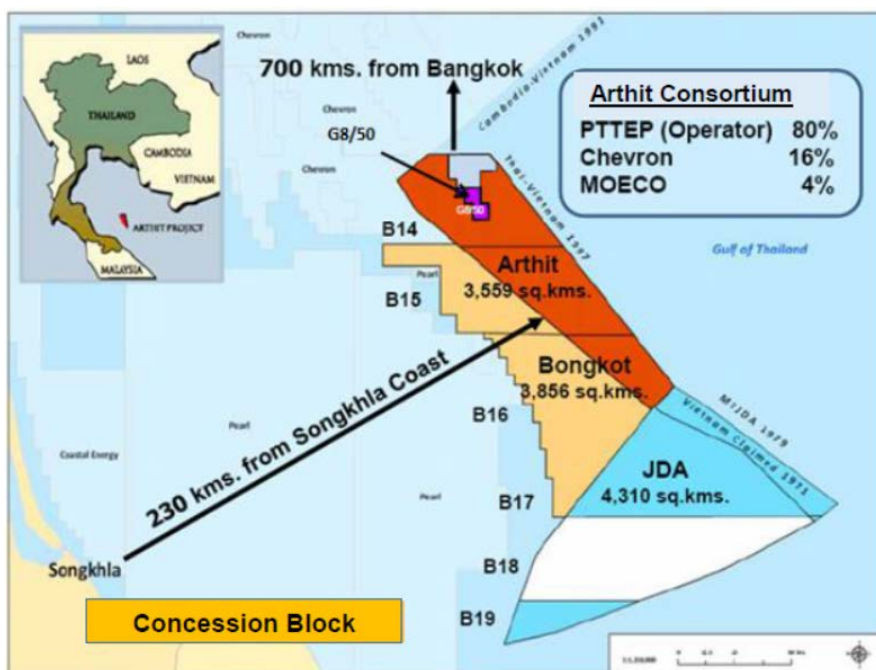 LAOS
THAILAND
CAMBODIA
VIETNAM
ARTHIT PROJECT
MALAYSIA
Chevron
700 kms. from Bangkok
Chevron
G8/50
Chevron
Cambodia-Vietnam 1991
Arthit Consortium
PTTEP (Operator) 80%
Chevron 16%
MOECO 4%
G8/50
Thai-Vietnam 1997
B14
Gulf of Thailand
Arthit
3,559 sq.kms.
Pearl
B15
Bongkot
3,856 sq.kms.
B16
230 kms. from Songkhla Coast
Pearl
Coastal Energy
Pearl
Vietnam Claimed 1971
JDA
4,310 sq.kms.
B17
B18
Songkhla
B19
Concession Block